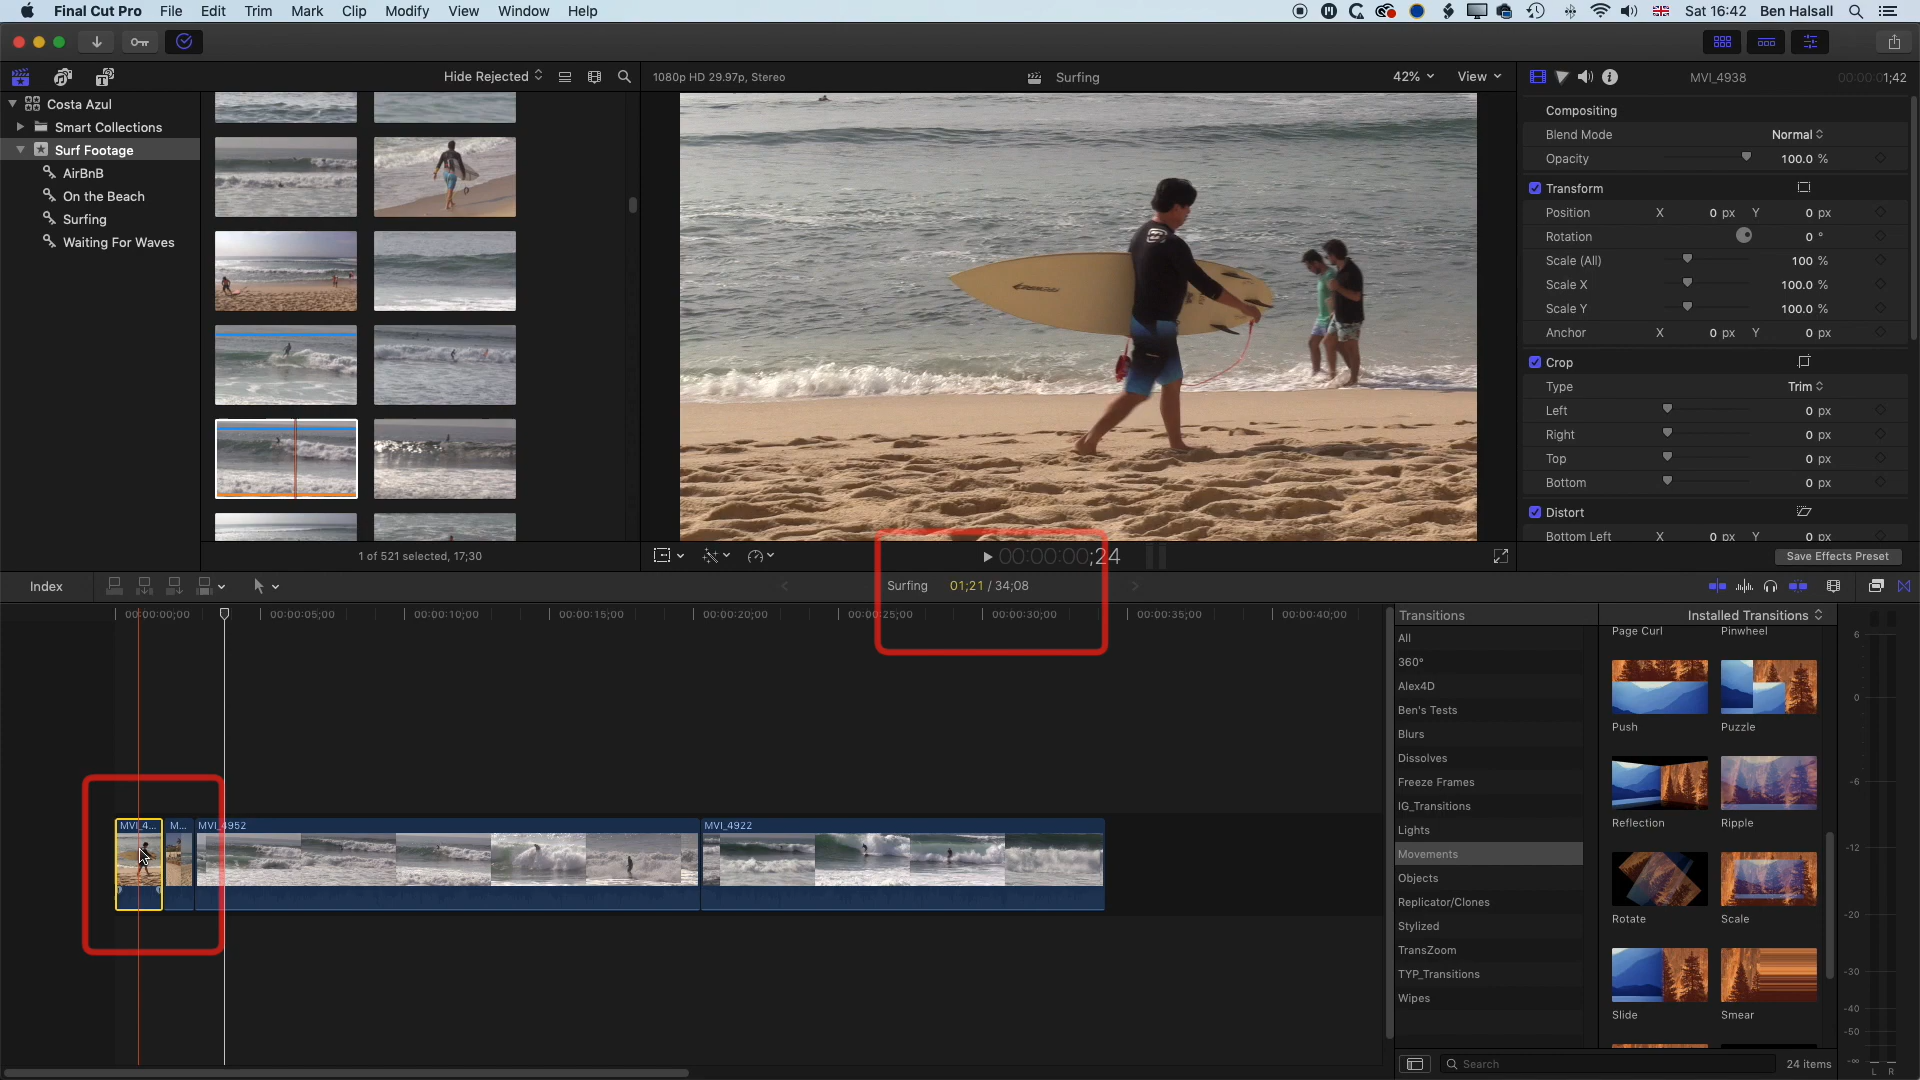 Final Cut Pro File Edit Trim Mark Clip Modify View Window Help Sat 16:42 Ben Halsall
Hide Rejected 1080p HD 29.97p, Stereo Surfing 42% View MVI_4938 00:00:01;42
Costa Azul
Smart Collections
Surf Footage
AirBnB
On the Beach
Surfing
Waiting For Waves
Compositing
Blend Mode Normal
Opacity 100.0 %
Transform
Position X 0 px Y 0 px
Rotation 0 °
Scale (All) 100 %
Scale X 100.0 %
Scale Y 100.0 %
Anchor X 0 px Y 0 px
Crop
Type Trim
Left 0 px
Right 0 px
Top 0 px
Bottom 0 px
Distort
Bottom Left X 0 px Y 0 px
1 of 521 selected, 17;30 00:00:00;24 Save Effects Preset
Index Surfing 01;21 / 34;08
00:00:00;00 00:00:05;00 00:00:10;00 00:00:15;00 00:00:20;00 00:00:25;00 00:00:30;00 00:00:35;00 00:00:40;00
MVI_4... M... MVI_4952 MVI_4922
Transitions Installed Transitions
All
360°
Alex4D
Ben's Tests
Blurs
Dissolves
Freeze Frames
IG_Transitions
Lights
Movements
Objects
Replicator/Clones
Stylized
TransZoom
TYP_Transitions
Wipes
Page Curl Pinwheel
Push Puzzle
Reflection Ripple
Rotate Scale
Slide Smear
Search 24 items
6
0
-6
-12
-20
-30
-40
-50
-∞
L R